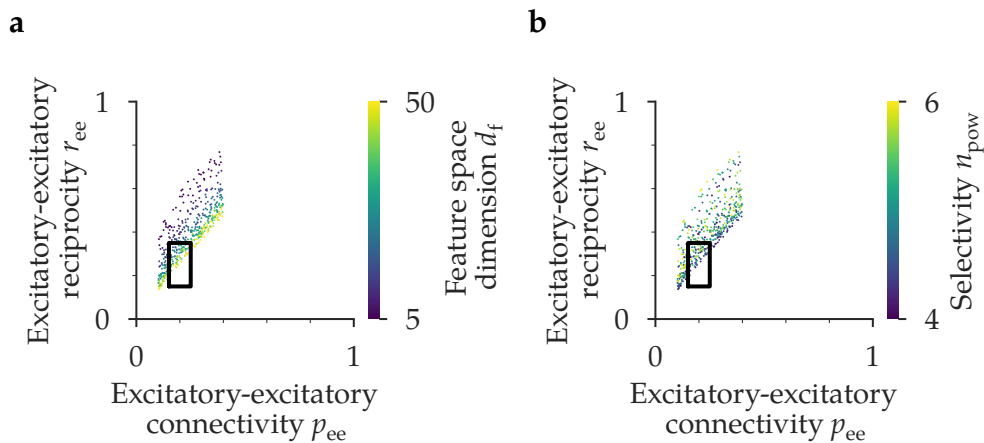 a
Excitatory-excitatory
reciprocity r_ee
1
0
0
1
Excitatory-excitatory
connectivity p_ee
50
5
Feature space
dimension d_f
b
Excitatory-excitatory
reciprocity r_ee
1
0
0
1
Excitatory-excitatory
connectivity p_ee
6
4
Selectivity n_pow